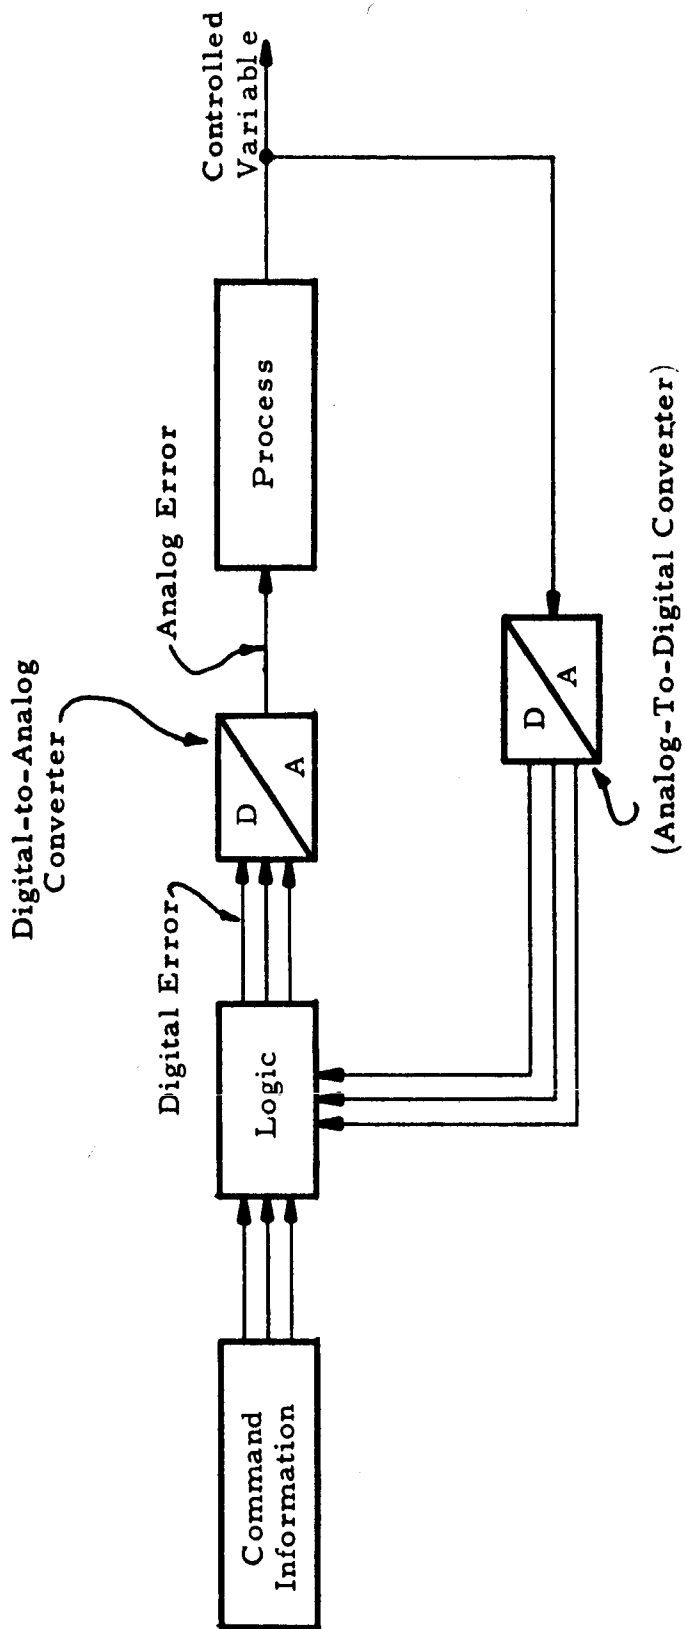 Command
Information
Logic
Digital Error
Digital-to-Analog
Converter
D
A
Analog Error
Process
Controlled
Variable
D
A
(Analog-To-Digital Converter)